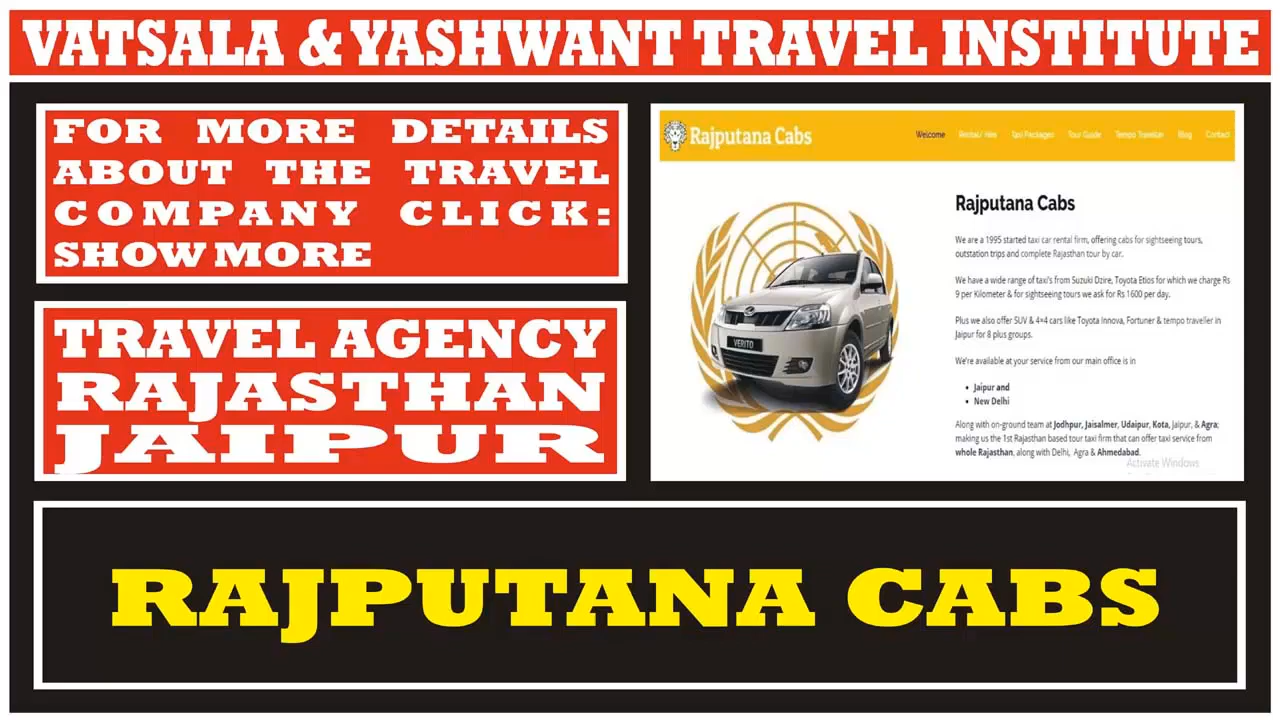 VATSALA & YASHWANT TRAVEL INSTITUTE
FOR MORE DETAILS
ABOUT THE TRAVEL
COMPANY CLICK:
SHOW MORE
TRAVEL AGENCY
RAJASTHAN
JAIPUR
Rajputana Cabs
Welcome Rental/ Hire Taxi Packages Tour Guide Tempo Traveller Blog Contact
VERITO
Rajputana Cabs
We are a 1995 started taxi car rental firm, offering cabs for sightseeing tours,
outstation trips and complete Rajasthan tour by car.
We have a wide range of taxi's from Suzuki Dzire, Toyota Etios for which we charge Rs
9 per Kilometer & for sightseeing tours we ask for Rs 1600 per day.
Plus we also offer SUV & 4×4 cars like Toyota Innova, Fortuner & tempo traveller in
Jaipur for 8 plus groups.
We're available at your service from our main office is in
• Jaipur and
• New Delhi
Along with on-ground team at Jodhpur, Jaisalmer, Udaipur, Kota, Jaipur, & Agra;
making us the 1st Rajasthan based tour taxi firm that can offer taxi service from
whole Rajasthan, along with Delhi, Agra & Ahmedabad.
Activate Windows
RAJPUTANA CABS